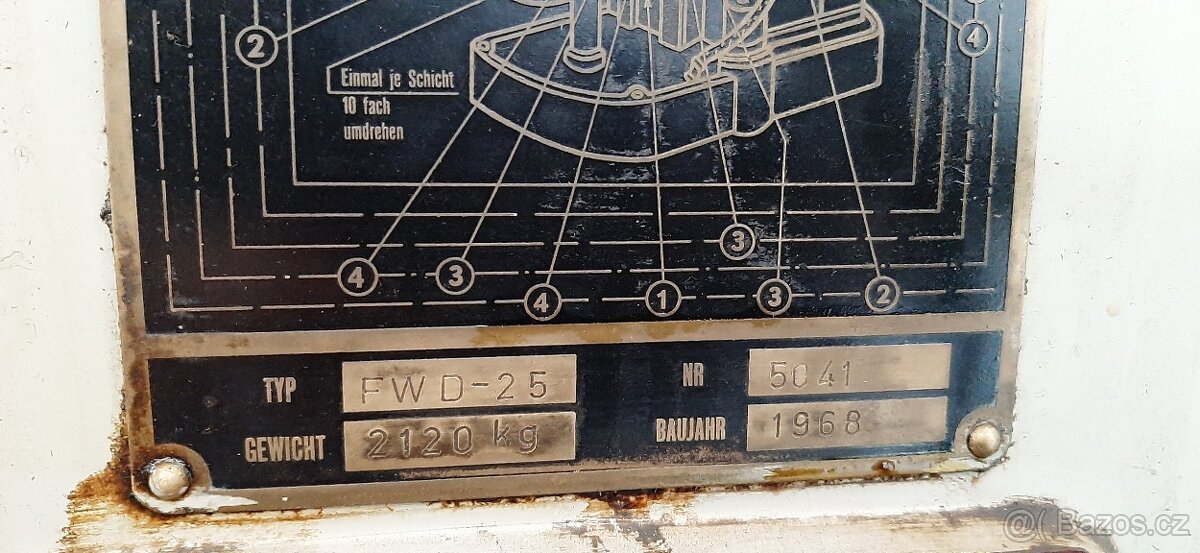 2
4
Einmal je Schicht
10 fach
umdrehen
3
4
3
4
1
3
2
TYP FWD-25
NR 5041
GEWICHT 2120 kg
BAUJAHR 1968
@( Bazos.cz